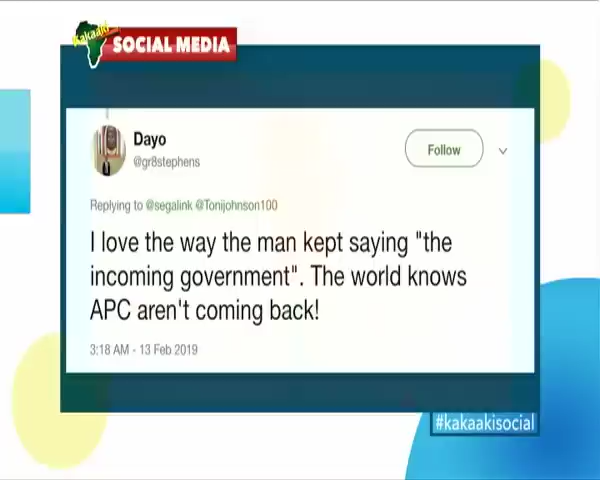 Kakaaki
SOCIAL MEDIA
Dayo
@gr8stephens
Follow
Replying to @segalink @Tonijohnson100
I love the way the man kept saying "the
incoming government". The world knows
APC aren't coming back!
3:18 AM - 13 Feb 2019
#kakaakisocial